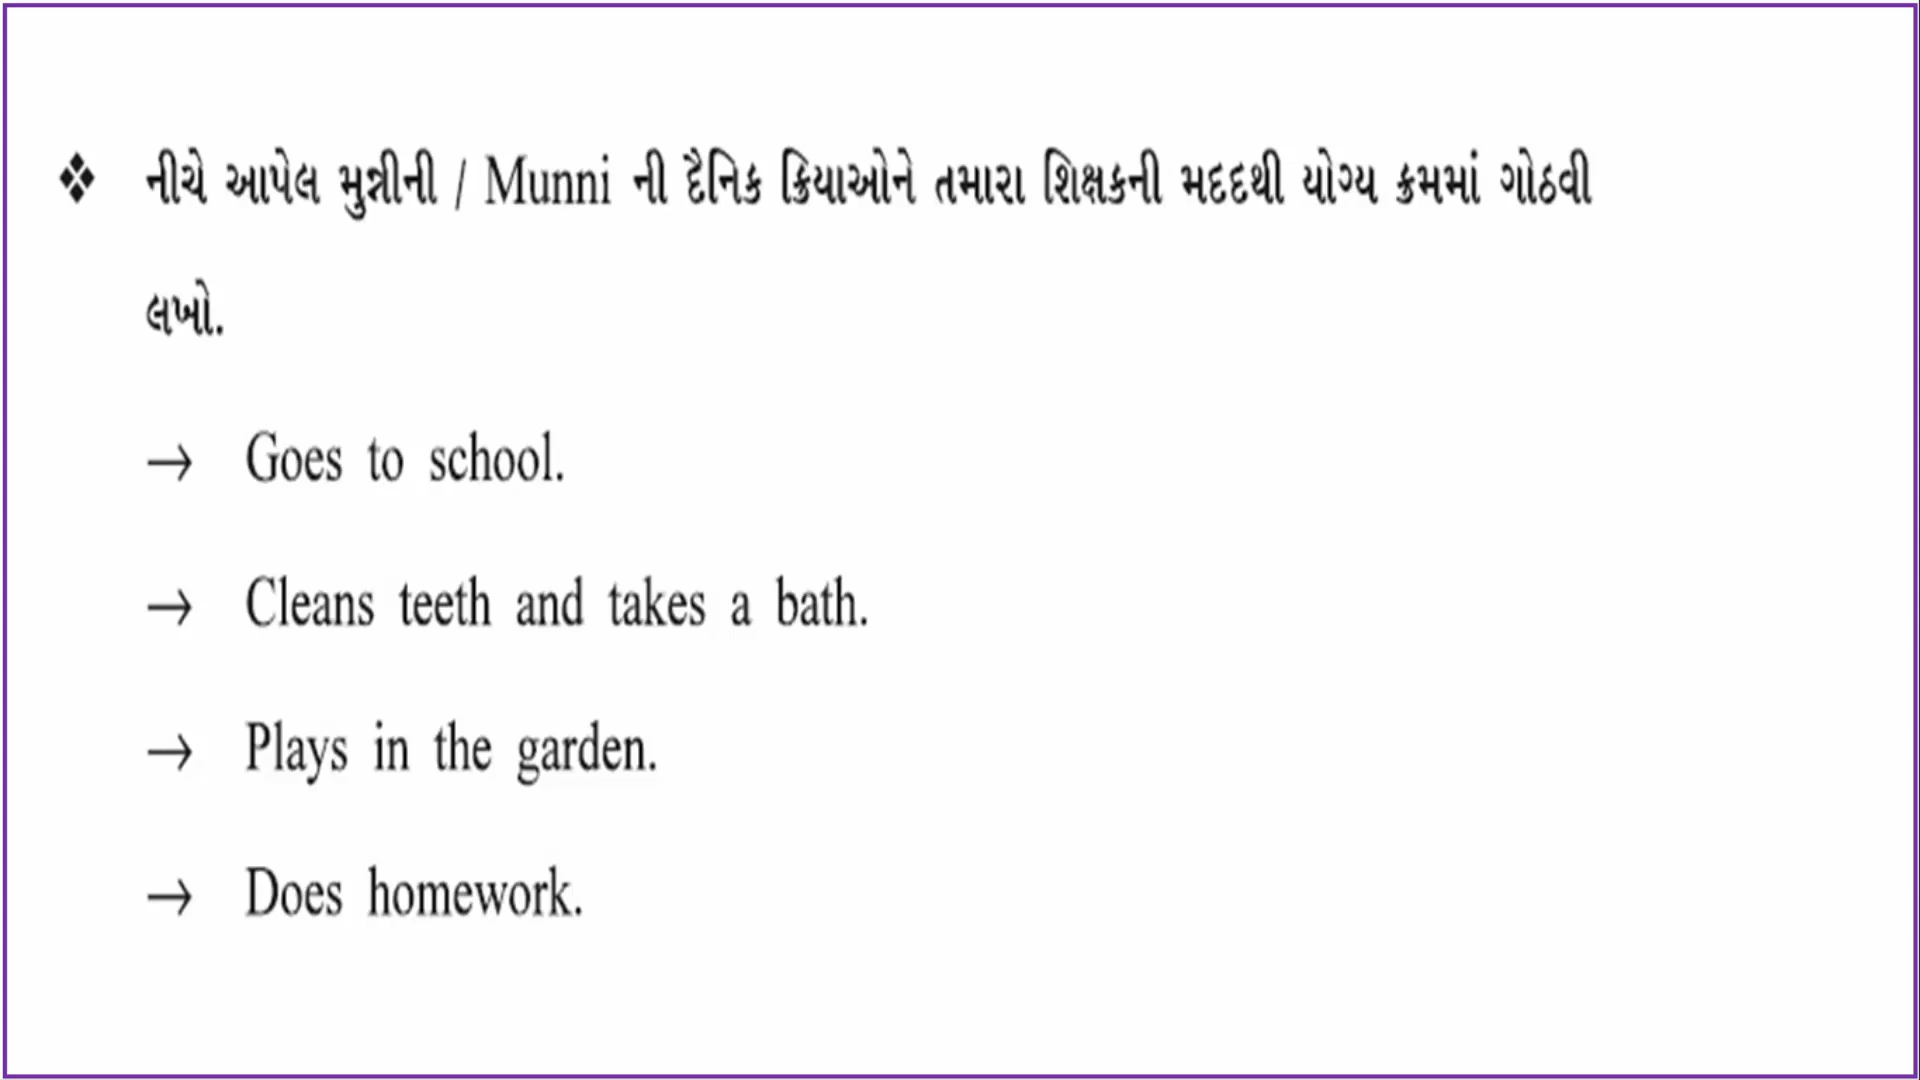 ❖ નીચે આપેલ મુન્નીની / Munni ની દૈનિક ક્રિયાઓને તમારા શિક્ષકની મદદથી યોગ્ય ક્રમમાં ગોઠવી
લખો.
→ Goes to school.
→ Cleans teeth and takes a bath.
→ Plays in the garden.
→ Does homework.